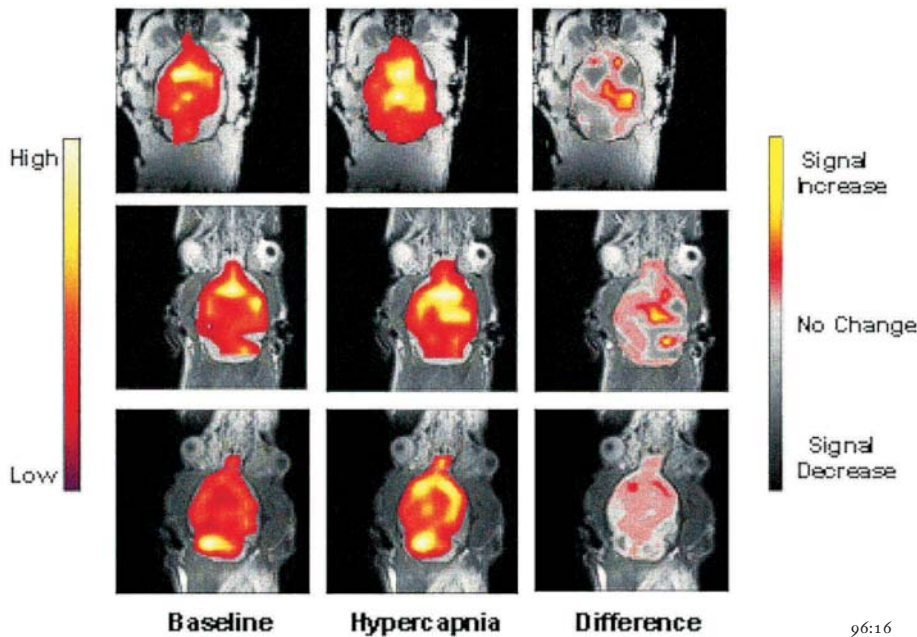 High
Low
Signal
Increase
No Change
Signal
Decrease
Baseline
Hypercapnia
Difference
96:16